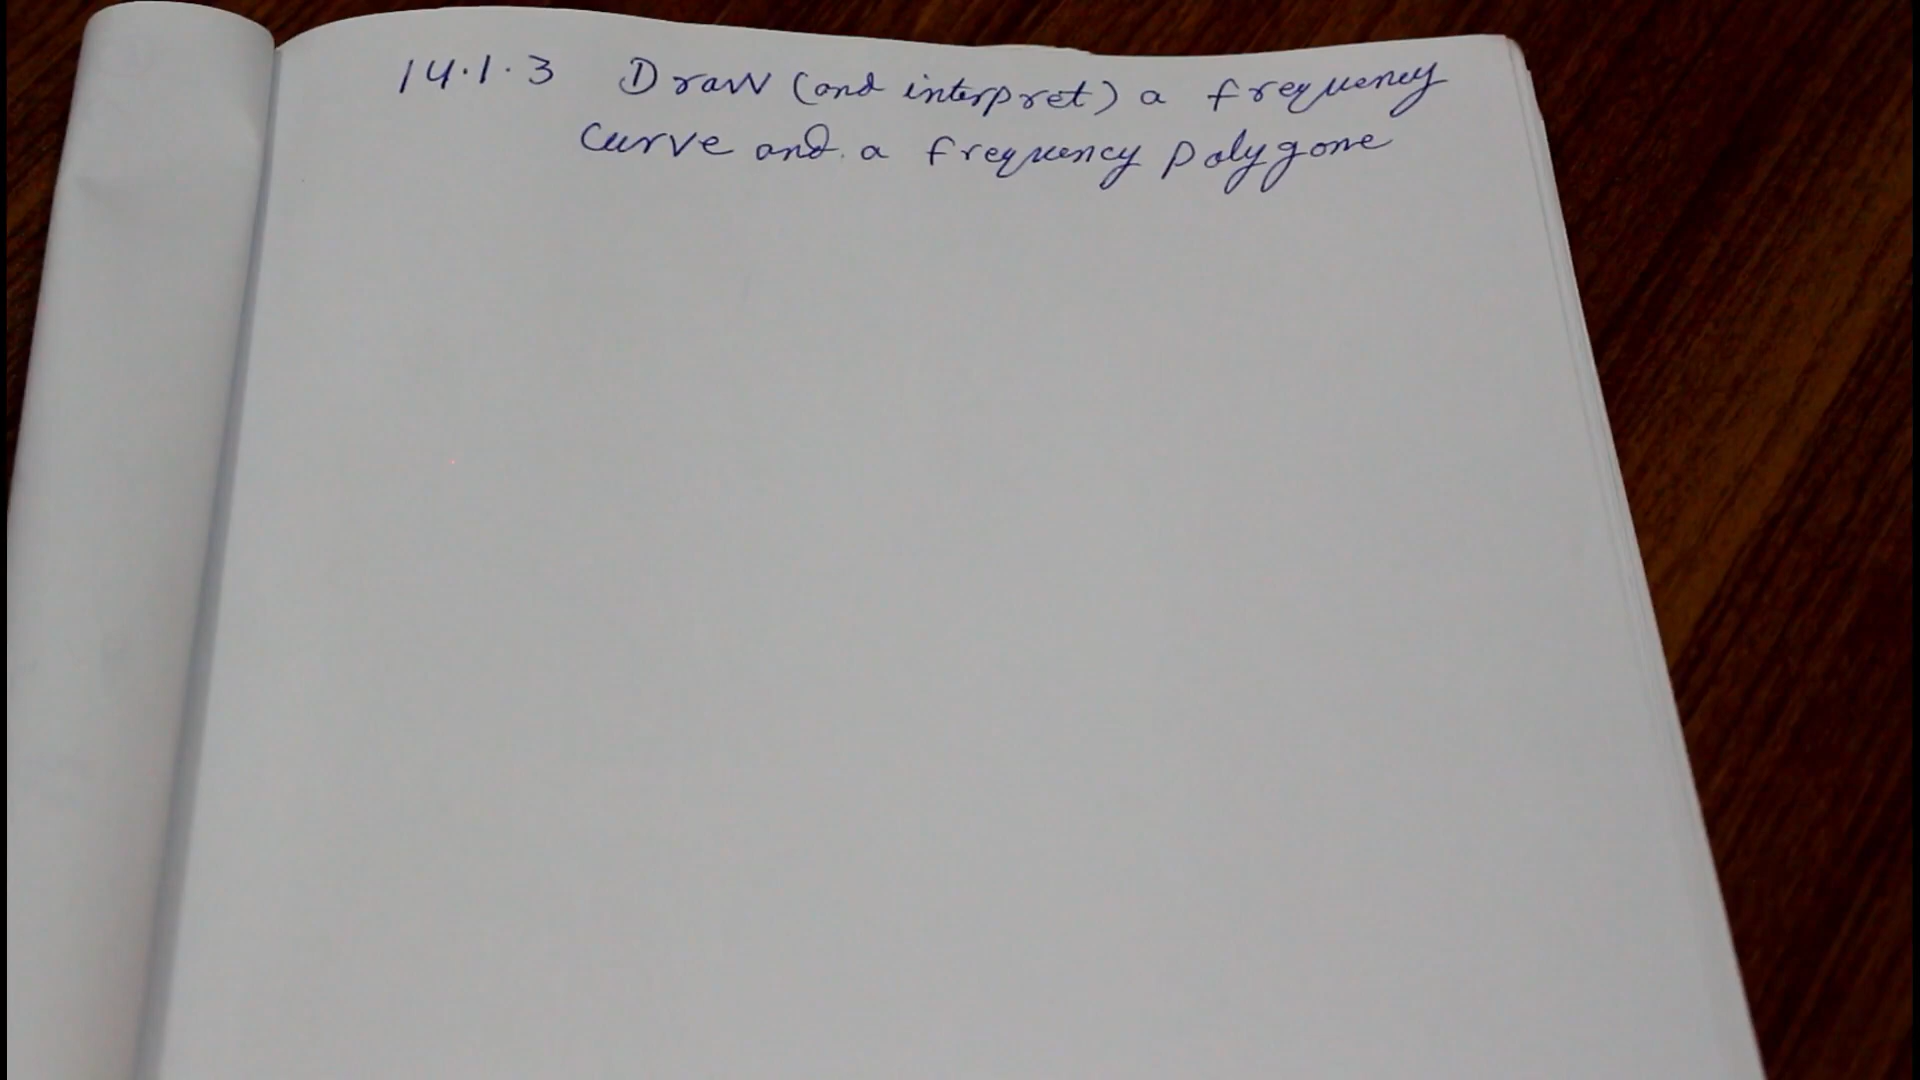 14.1.3 Draw (and interpret) a frequency
Curve and a frequency polygone